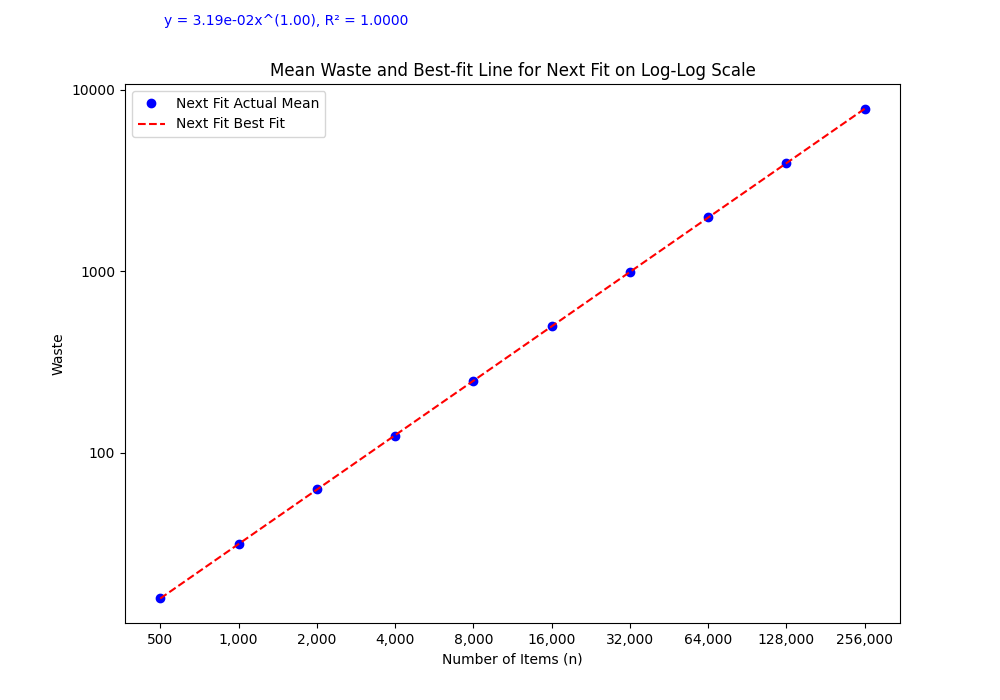 y = 3.19e-02x^(1.00), R² = 1.0000
Mean Waste and Best-fit Line for Next Fit on Log-Log Scale
Next Fit Actual Mean
Next Fit Best Fit
10000
1000
100
Waste
500 1,000 2,000 4,000 8,000 16,000 32,000 64,000 128,000 256,000
Number of Items (n)